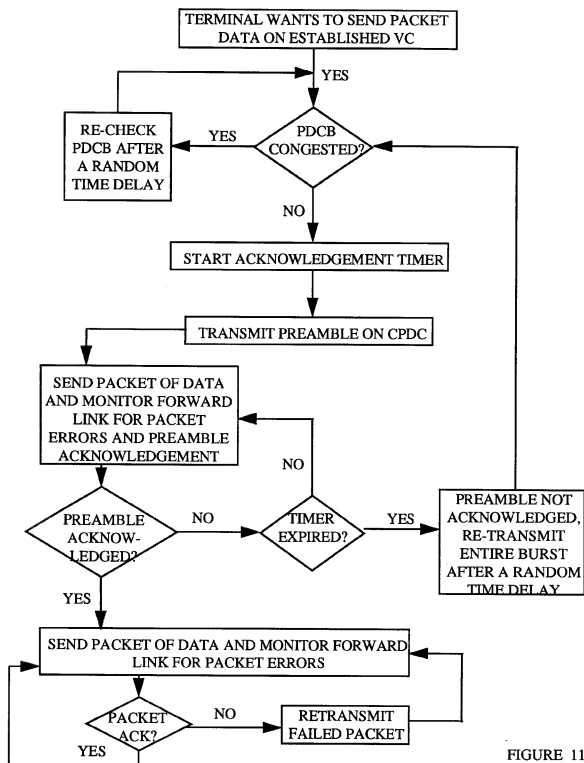 TERMINAL WANTS TO SEND PACKET
DATA ON ESTABLISHED VC
YES
RE-CHECK
PDCB AFTER
A RANDOM
TIME DELAY
YES
PDCB
CONGESTED?
NO
START ACKNOWLEDGEMENT TIMER
TRANSMIT PREAMBLE ON CPDC
SEND PACKET OF DATA
AND MONITOR FORWARD
LINK FOR PACKET
ERRORS AND PREAMBLE
ACKNOWLEDGEMENT
NO
PREAMBLE
ACKNOW-
LEDGED?
NO
TIMER
EXPIRED?
YES
PREAMBLE NOT
ACKNOWLEDGED,
RE-TRANSMIT
ENTIRE BURST
AFTER A RANDOM
TIME DELAY
YES
SEND PACKET OF DATA AND MONITOR FORWARD
LINK FOR PACKET ERRORS
PACKET
ACK?
NO
RETRANSMIT
FAILED PACKET
YES
FIGURE 11